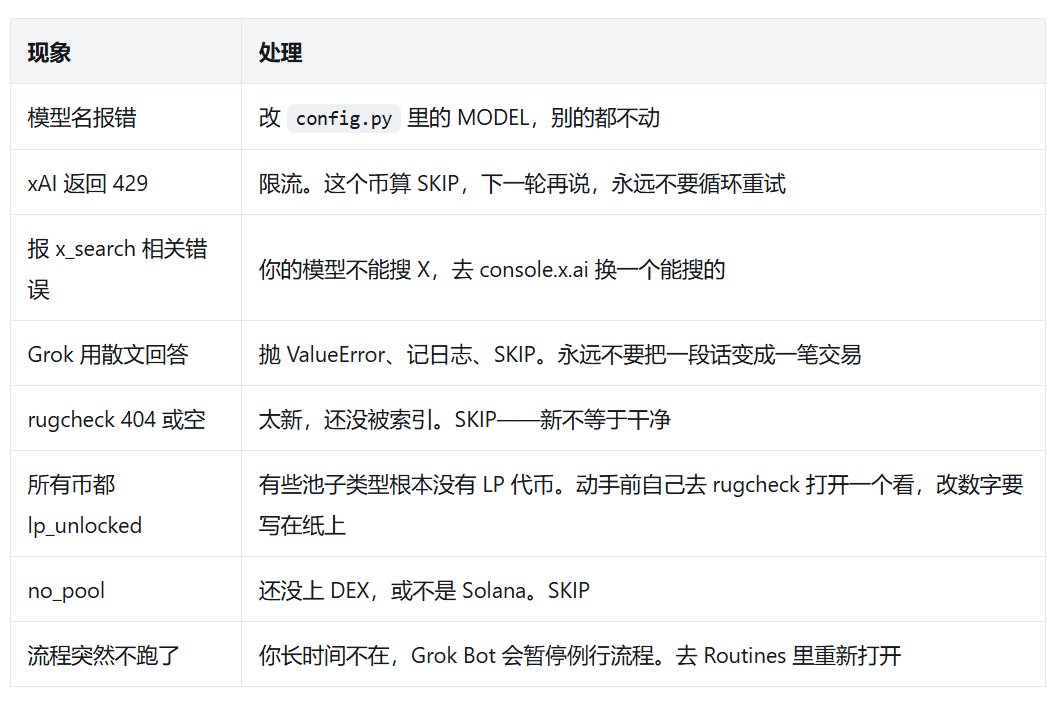 现象
处理
模型名报错
改 config.py 里的 MODEL，别的都不动
xAI 返回 429
限流。这个币算 SKIP，下一轮再说，永远不要循环重试
报 x_search 相关错
误
你的模型不能搜 X，去 console.x.ai 换一个能搜的
Grok 用散文回答
抛 ValueError、记日志、SKIP。永远不要把一段话变成一笔交易
rugcheck 404 或空
太新，还没被索引。SKIP——新不等于干净
所有币都
lp_unlocked
有些池子类型根本没有 LP 代币。动手前自己去 rugcheck 打开一个看，改数字要
写在纸上
no_pool
还没上 DEX，或不是 Solana。SKIP
流程突然不跑了
你长时间不在，Grok Bot 会暂停例行流程。去 Routines 里重新打开